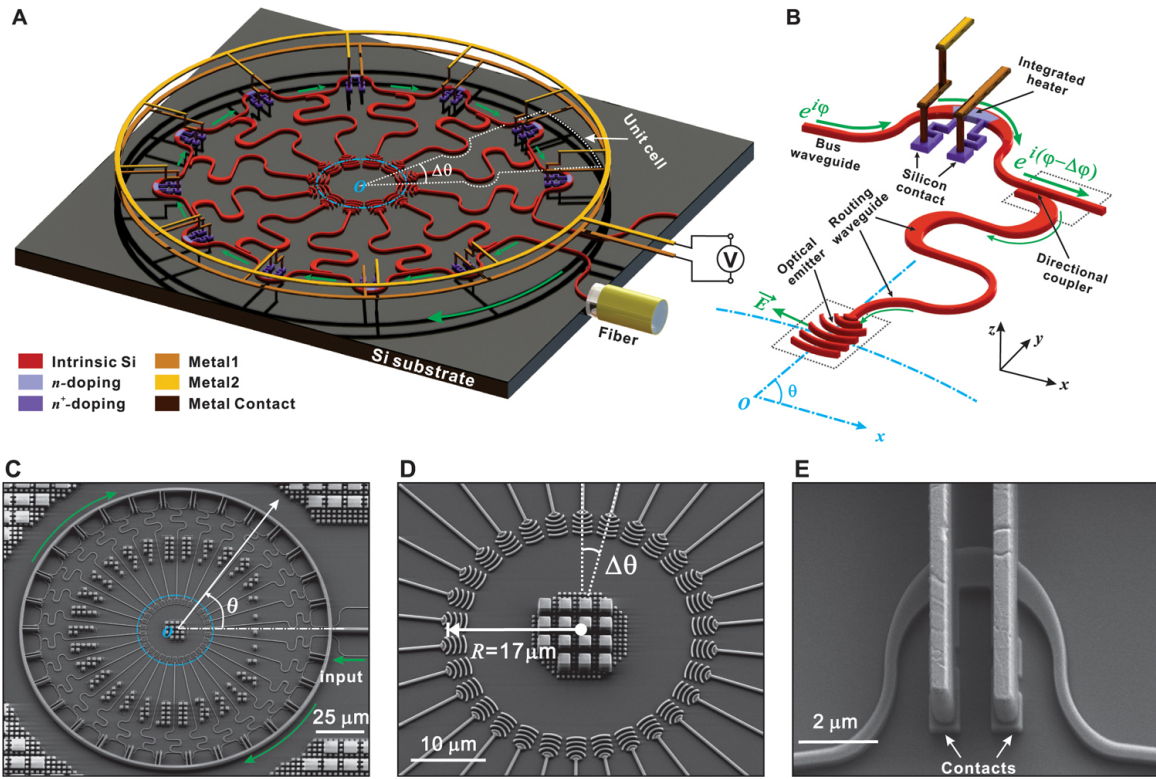 A
Unit cell
Δθ
O
V
Fiber
Si substrate
Intrinsic Si
n-doping
n⁺-doping
Metal1
Metal2
Metal Contact
B
Integrated
heater
e^{iφ}
Bus
waveguide
Silicon
contact
e^{i(φ-Δφ)}
Routing
waveguide
Optical
emitter
Directional
coupler
E
z
y
x
θ
O
x
C
θ
O
input
25 μm
D
Δθ
R=17μm
10 μm
E
2 μm
Contacts